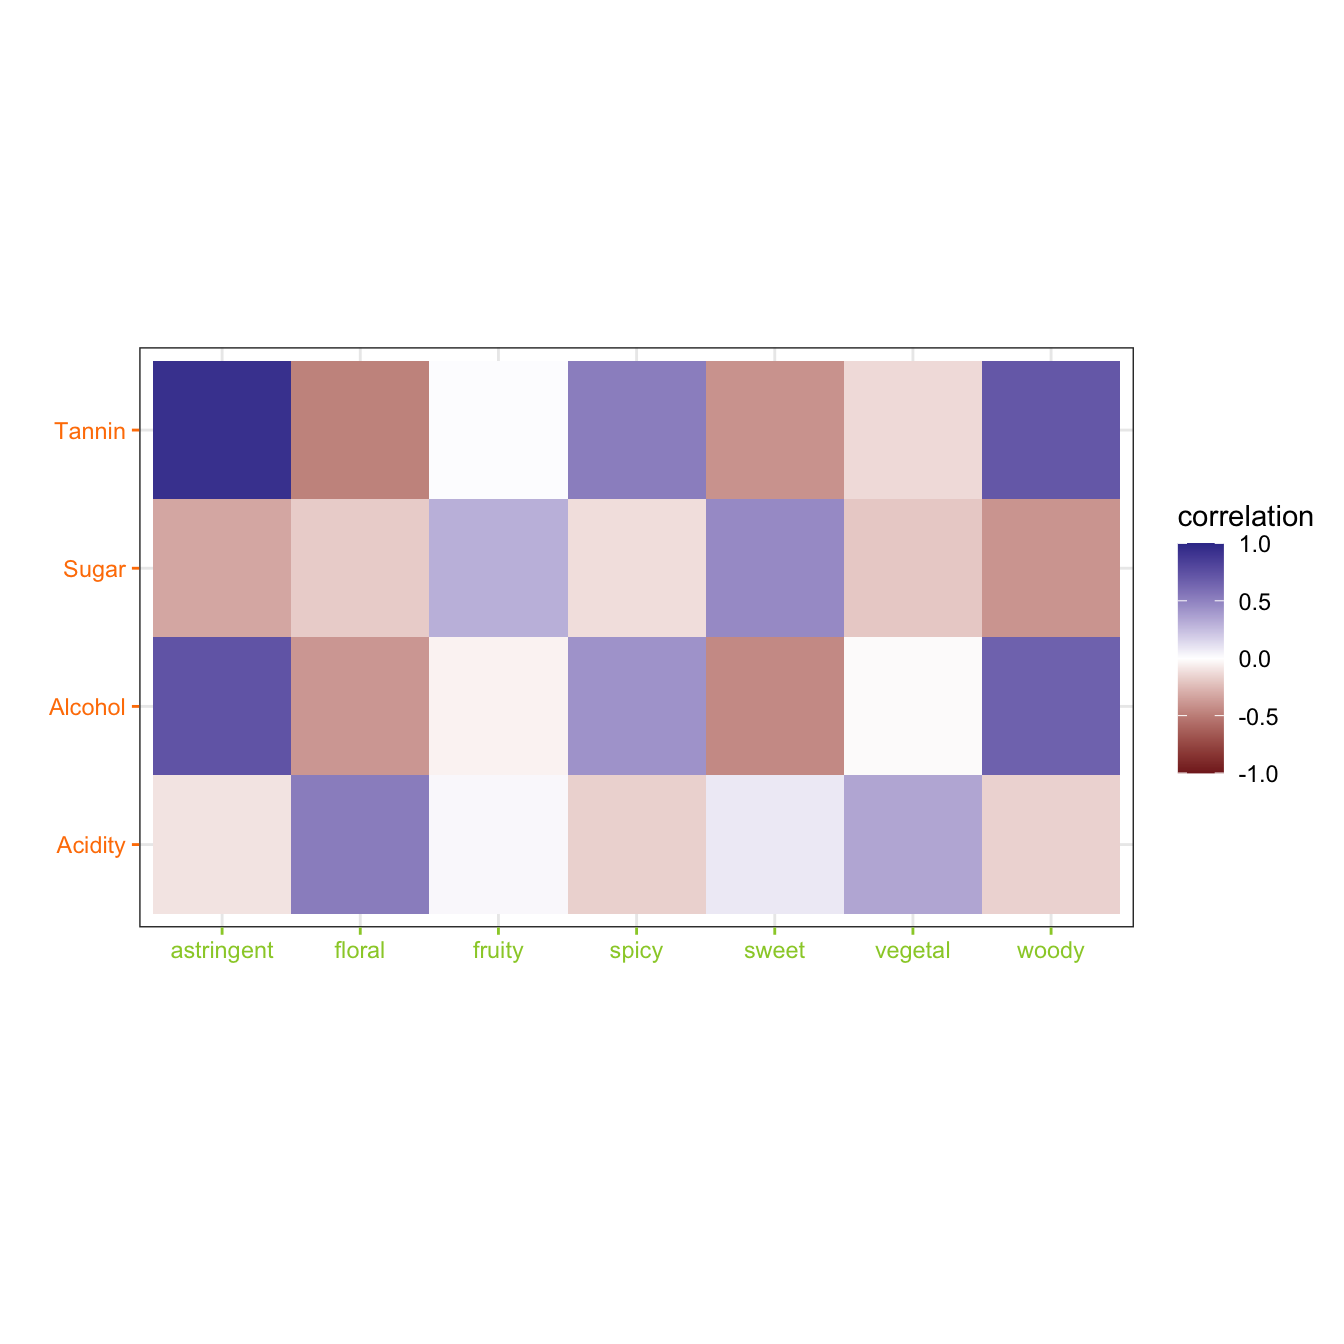 Tannin
Sugar
Alcohol
Acidity
astringent floral fruity spicy sweet vegetal woody
correlation
1.0
0.5
0.0
-0.5
-1.0